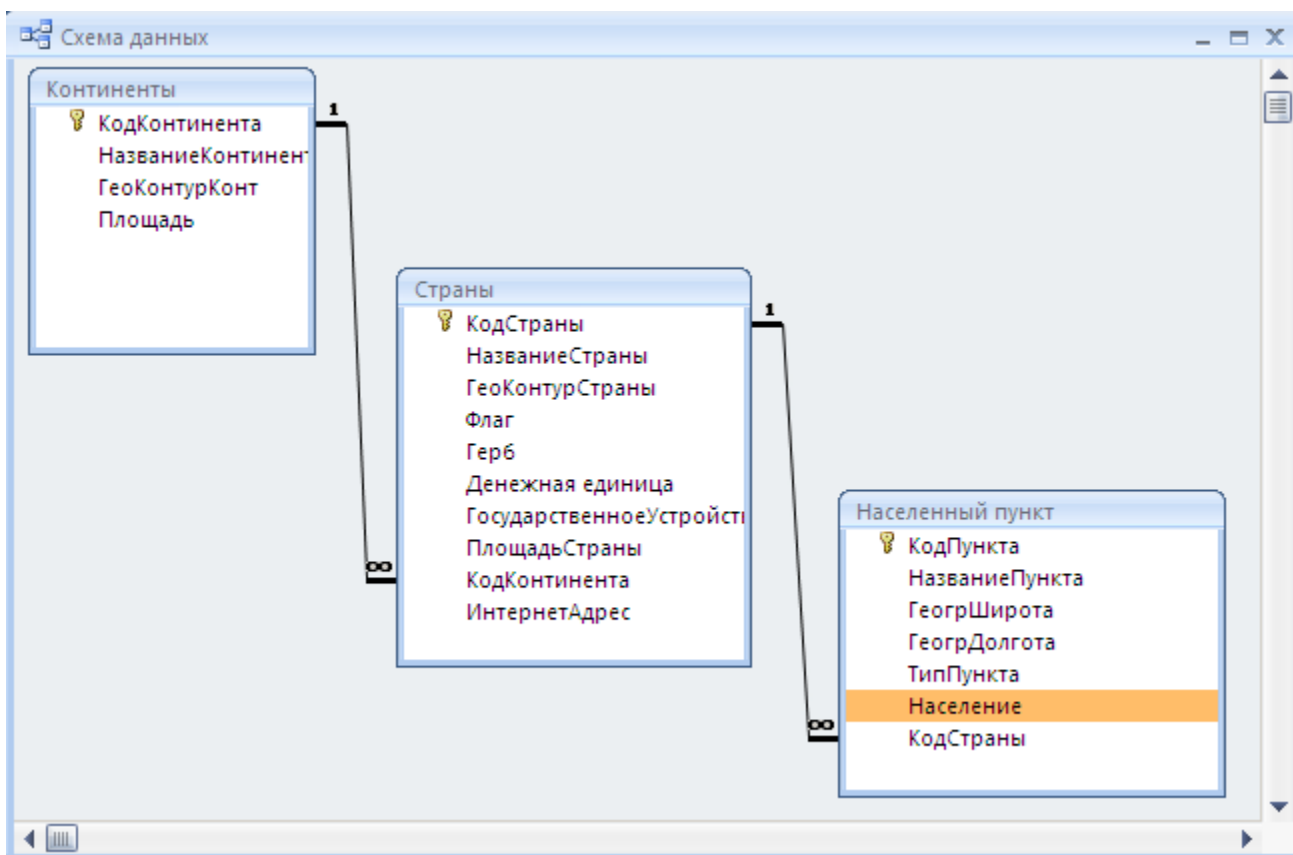 Схема данных
Континенты
1
КодКонтинента
НазваниеКонтинент
ГеоКонтурКонт
Площадь
Страны
1
КодСтраны
НазваниеСтраны
ГеоКонтурСтраны
Флаг
Герб
Денежная единица
ГосударственноеУстройсть
ПлощадьСтраны
∞
КодКонтинента
ИнтернетАдрес
Населенный пункт
КодПункта
НазваниеПункта
ГеогрШирота
ГеогрДолгота
ТипПункта
Население
∞
КодСтраны